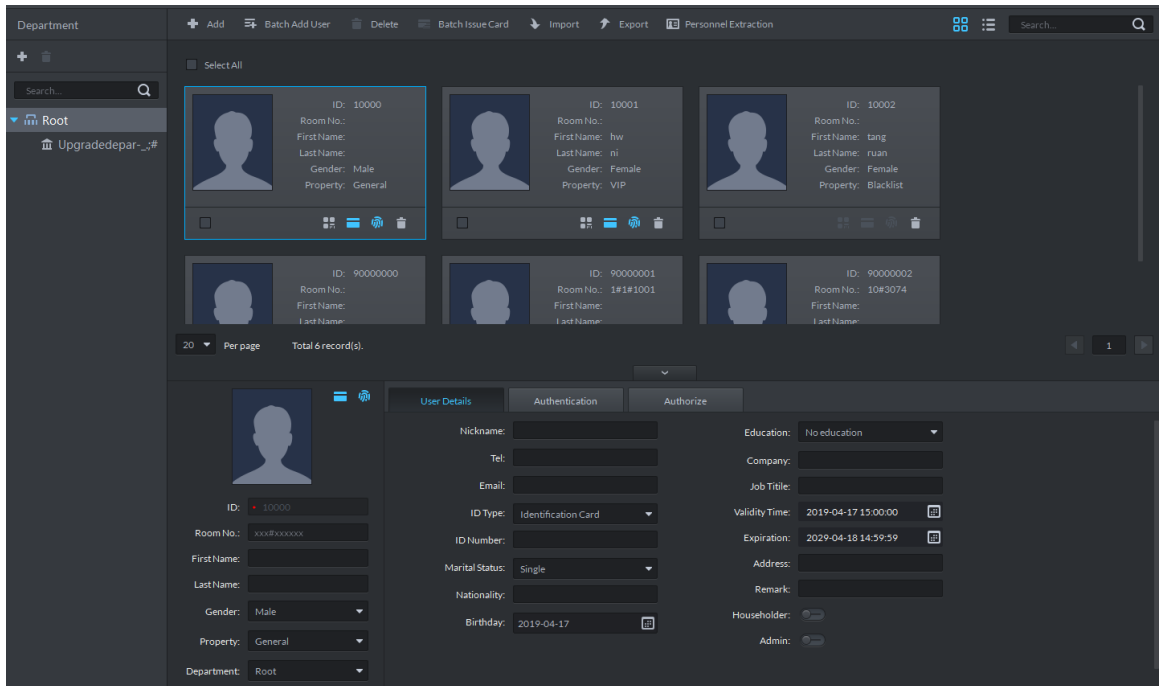 Department
Add Batch Add User Delete Batch Issue Card Import Export Personnel Extraction Search...
Search...
Root
Upgradedepar-_;#
Select All
ID: 10000
Room No.:
First Name:
Last Name:
Gender: Male
Property: General
ID: 10001
Room No.:
First Name: hw
Last Name: ni
Gender: Female
Property: VIP
ID: 10002
Room No.:
First Name: tang
Last Name: ruan
Gender: Female
Property: Blacklist
ID: 90000000
Room No.:
First Name:
Last Name:
ID: 90000001
Room No.: 1#1#1001
First Name:
Last Name:
ID: 90000002
Room No.: 10#3074
First Name:
Last Name:
20 Per page Total 6 record(s). 1
ID: • 10000
Room No.: xxx#xxxxxx
First Name:
Last Name:
Gender: Male
Property: General
Department: Root
User Details Authentication Authorize
Nickname:
Tel:
Email:
ID Type: Identification Card
ID Number:
Marital Status: Single
Nationality:
Birthday: 2019-04-17
Education: No education
Company:
Job Titile:
Validity Time: 2019-04-17 15:00:00
Expiration: 2029-04-18 14:59:59
Address:
Remark:
Householder:
Admin: